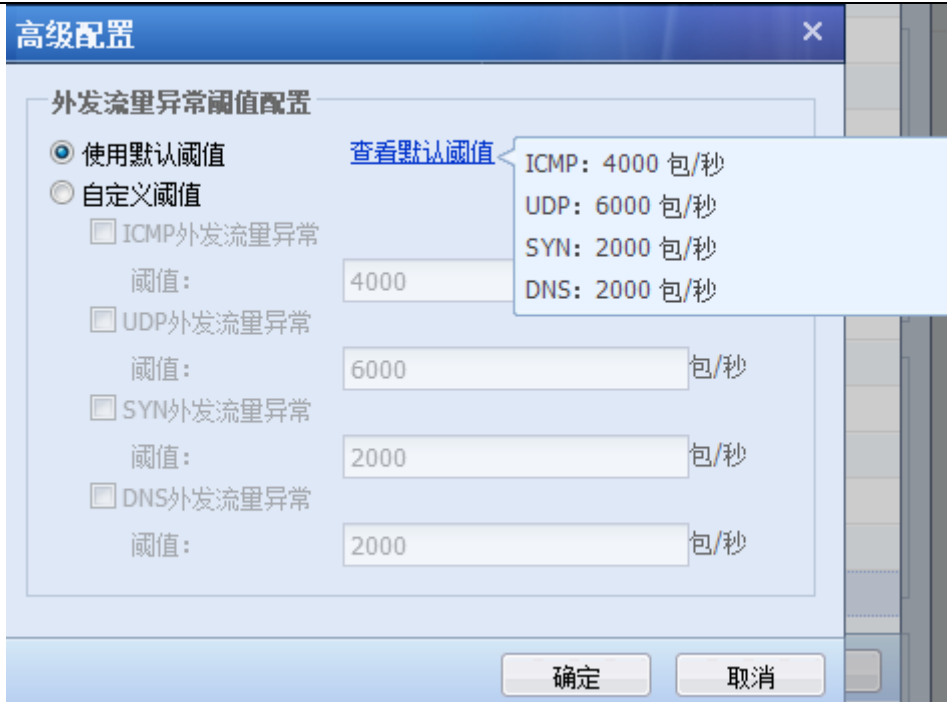 高级配置
×
外发流量异常阈值配置
使用默认阈值 查看默认阈值
ICMP：4000 包/秒
UDP：6000 包/秒
SYN：2000 包/秒
DNS：2000 包/秒
自定义阈值
ICMP外发流量异常
阈值： 4000
UDP外发流量异常
阈值： 6000 包/秒
SYN外发流量异常
阈值： 2000 包/秒
DNS外发流量异常
阈值： 2000 包/秒
确定 取消